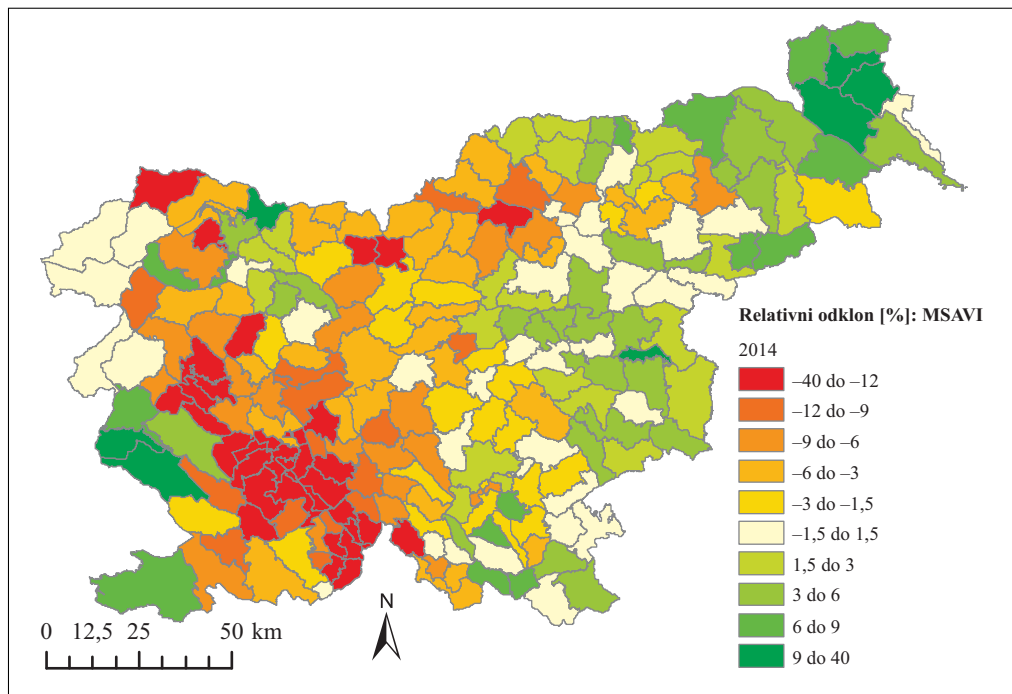 Relativni odklon [%]: MSAVI
2014
–40 do –12
–12 do –9
–9 do –6
–6 do –3
–3 do –1,5
–1,5 do 1,5
1,5 do 3
3 do 6
6 do 9
9 do 40
N
0 12,5 25 50 km